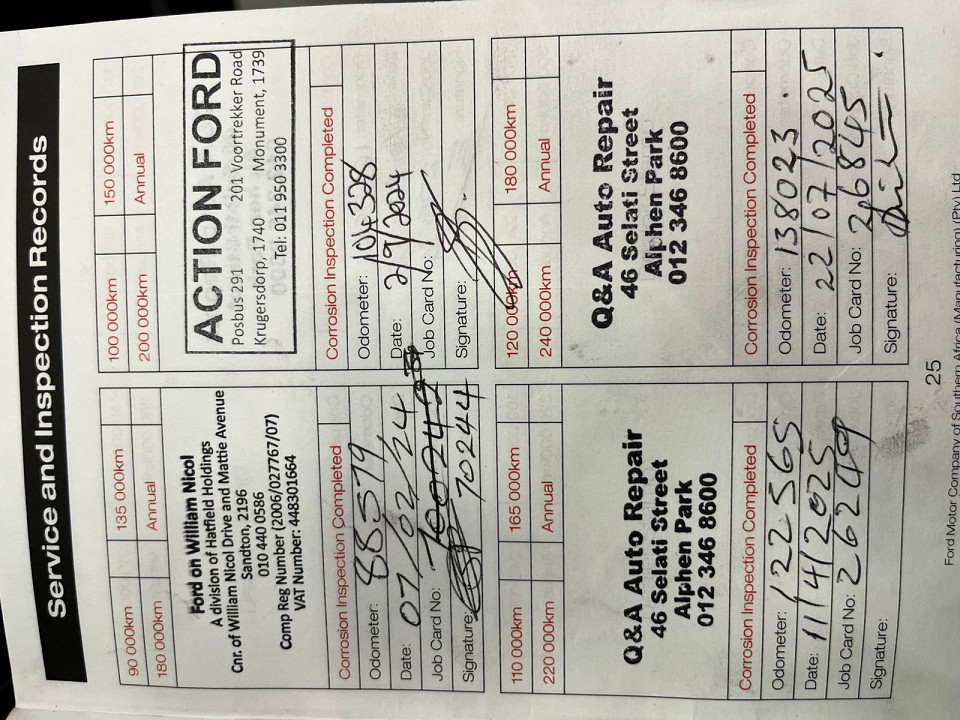 Service and Inspection Records
90 000km 135 000km
180 000km Annual
Ford on William Nicol
A division of Hatfield Holdings
Cnr. of William Nicol Drive and Mattie Avenue
Sandton, 2196
010 440 0586
Comp Reg Number (2006/027767/07)
VAT Number: 448301664
Corrosion Inspection Completed
Odometer: 88579
Date: 07/02/24
Job Card No:
Signature: 70244
100 000km 150 000km
200 000km Annual
ACTION FORD
Posbus 291 201 Voortrekker Road
Krugersdorp, 1740 Monument, 1739
Tel: 011 950 3300
Corrosion Inspection Completed
Odometer: 104328
Date: 2/9/2024
Job Card No:
Signature:
110 000km 165 000km
220 000km Annual
Q&A Auto Repair
46 Selati Street
Alphen Park
012 346 8600
Corrosion Inspection Completed
Odometer: 122565
Date: 11/4/2025
Job Card No: 262249
Signature:
120 000km 180 000km
240 000km Annual
Q&A Auto Repair
46 Selati Street
Alphen Park
012 346 8600
Corrosion Inspection Completed
Odometer: 138023
Date: 22/07/2025
Job Card No: 266845
Signature:
25
Ford Motor Company of Southern Africa (Manufacturing) (Pty) Ltd